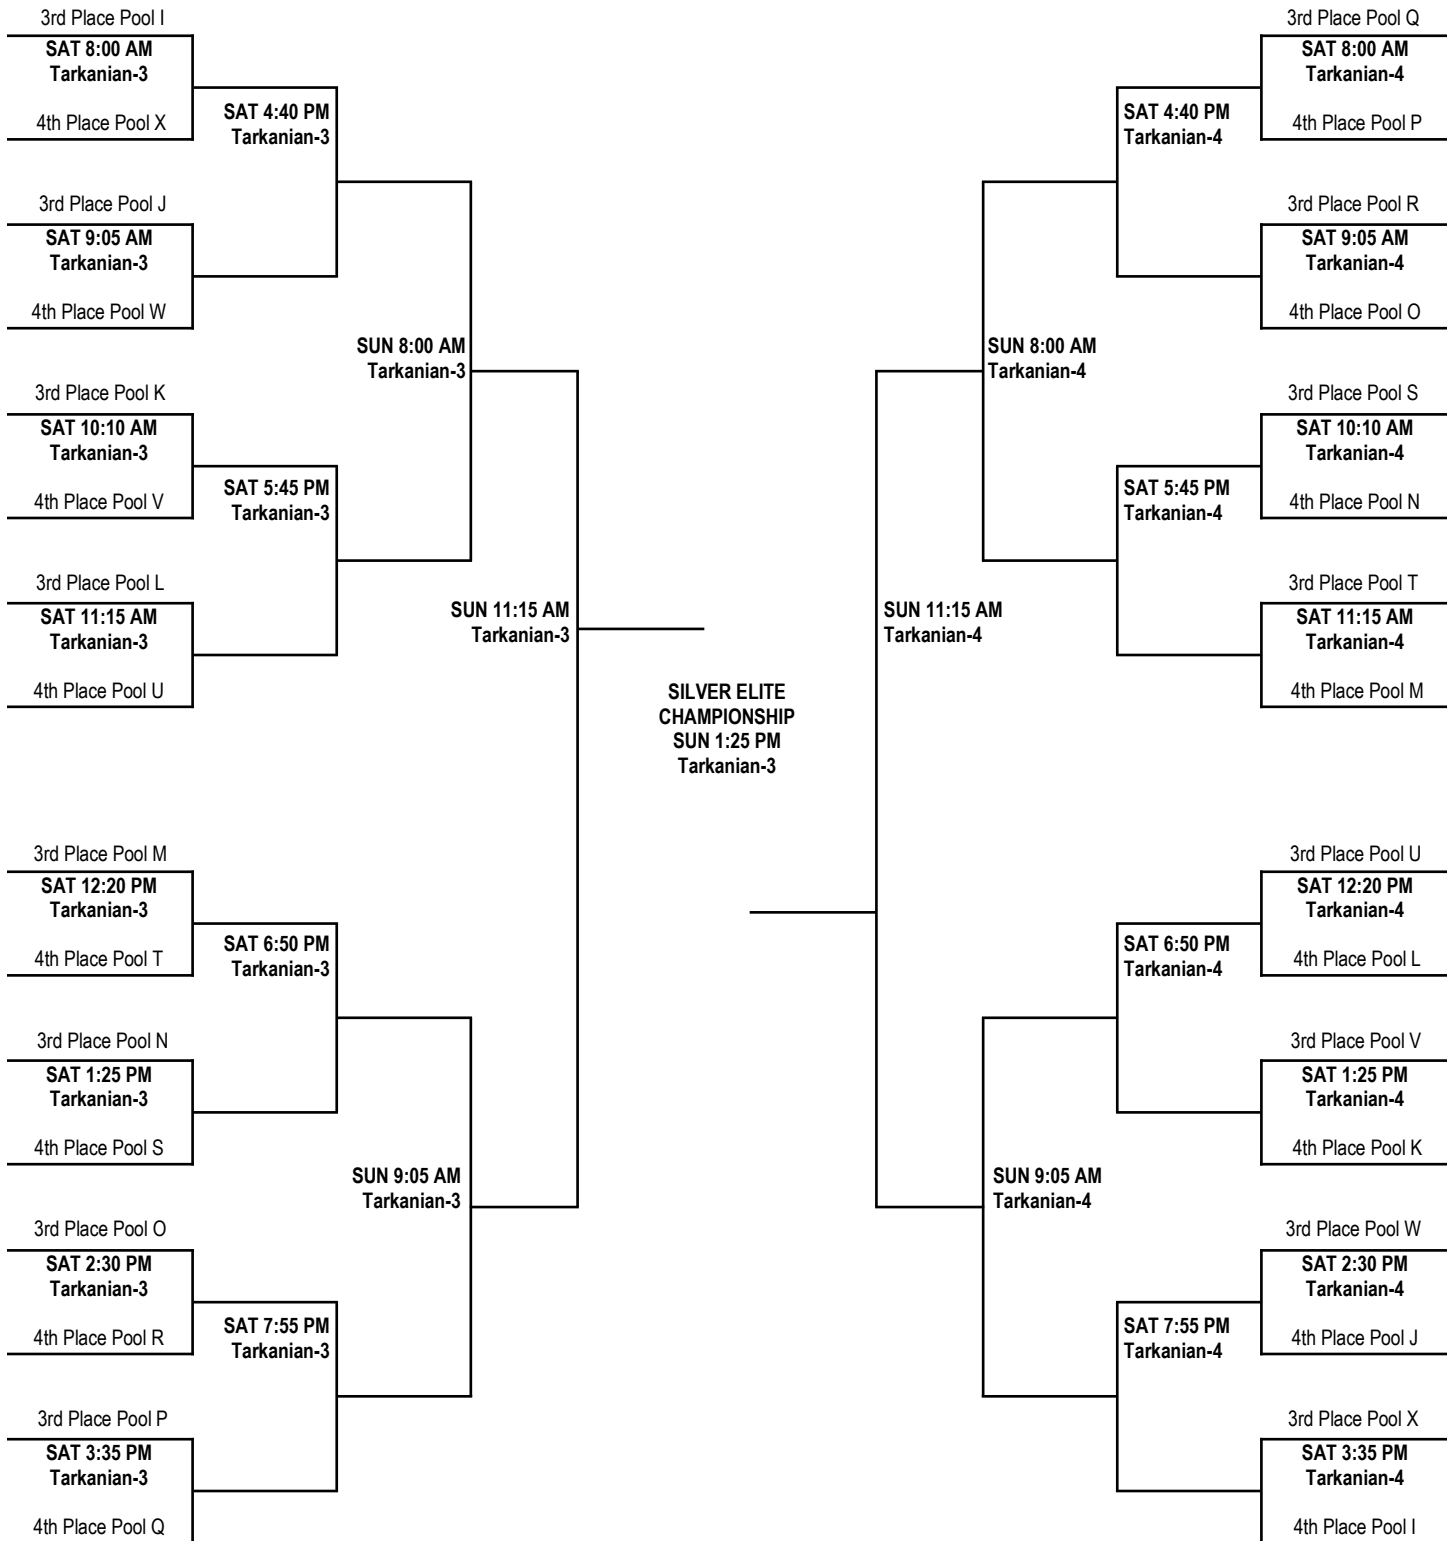 3rd Place Pool I
SAT 8:00 AM
Tarkanian-3
4th Place Pool X
SAT 4:40 PM
Tarkanian-3
3rd Place Pool J
SAT 9:05 AM
Tarkanian-3
4th Place Pool W
SUN 8:00 AM
Tarkanian-3
3rd Place Pool K
SAT 10:10 AM
Tarkanian-3
4th Place Pool V
SAT 5:45 PM
Tarkanian-3
3rd Place Pool L
SAT 11:15 AM
Tarkanian-3
4th Place Pool U
SUN 11:15 AM
Tarkanian-3
3rd Place Pool M
SAT 12:20 PM
Tarkanian-3
4th Place Pool T
SAT 6:50 PM
Tarkanian-3
3rd Place Pool N
SAT 1:25 PM
Tarkanian-3
4th Place Pool S
SUN 9:05 AM
Tarkanian-3
3rd Place Pool O
SAT 2:30 PM
Tarkanian-3
4th Place Pool R
SAT 7:55 PM
Tarkanian-3
3rd Place Pool P
SAT 3:35 PM
Tarkanian-3
4th Place Pool Q
SILVER ELITE
CHAMPIONSHIP
SUN 1:25 PM
Tarkanian-3
3rd Place Pool Q
SAT 8:00 AM
Tarkanian-4
4th Place Pool P
SAT 4:40 PM
Tarkanian-4
3rd Place Pool R
SAT 9:05 AM
Tarkanian-4
4th Place Pool O
SUN 8:00 AM
Tarkanian-4
3rd Place Pool S
SAT 10:10 AM
Tarkanian-4
4th Place Pool N
SAT 5:45 PM
Tarkanian-4
3rd Place Pool T
SAT 11:15 AM
Tarkanian-4
4th Place Pool M
SUN 11:15 AM
Tarkanian-4
3rd Place Pool U
SAT 12:20 PM
Tarkanian-4
4th Place Pool L
SAT 6:50 PM
Tarkanian-4
3rd Place Pool V
SAT 1:25 PM
Tarkanian-4
4th Place Pool K
SUN 9:05 AM
Tarkanian-4
3rd Place Pool W
SAT 2:30 PM
Tarkanian-4
4th Place Pool J
SAT 7:55 PM
Tarkanian-4
3rd Place Pool X
SAT 3:35 PM
Tarkanian-4
4th Place Pool I